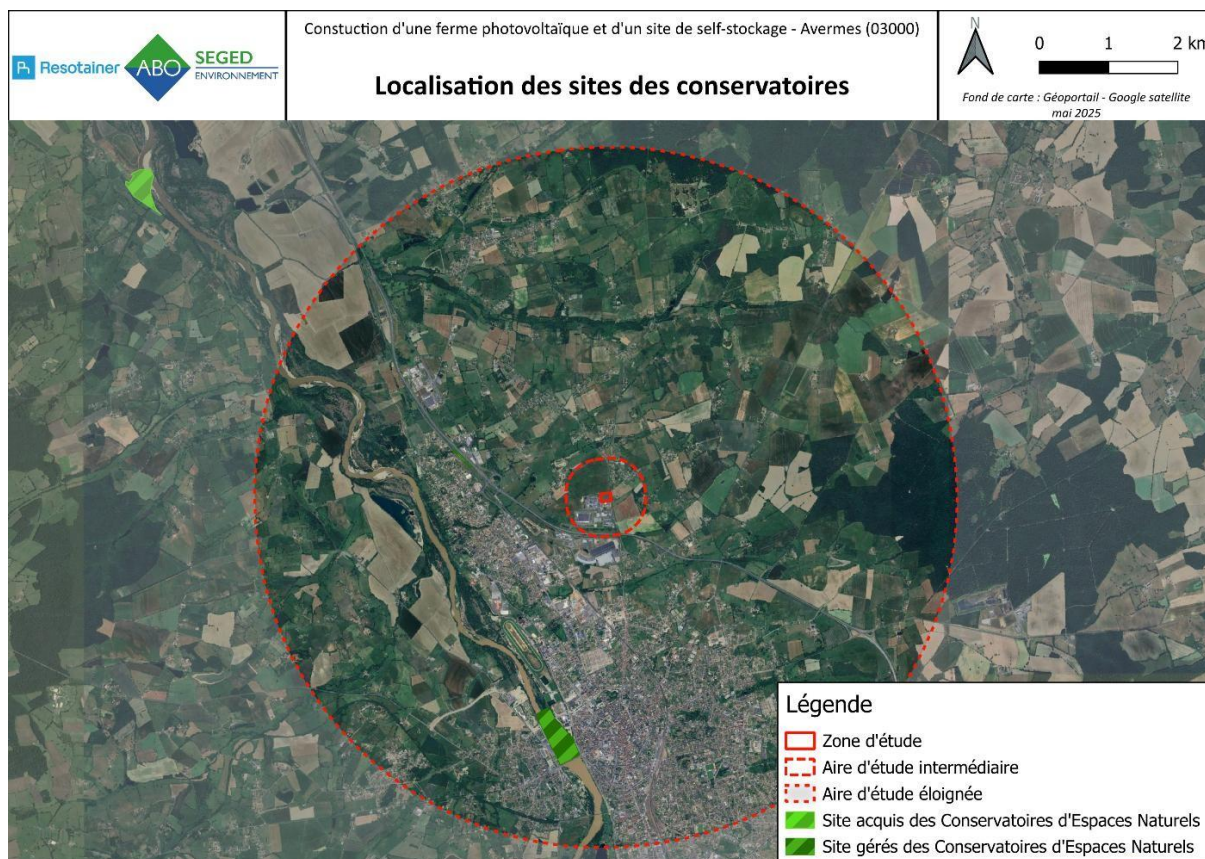 Resotainer
ABO
SEGED
ENVIRONNEMENT
Constuction d'une ferme photovoltaïque et d'un site de self-stockage - Avermes (03000)
Localisation des sites des conservatoires
N
0 1 2 km
Fond de carte : Géoportail - Google satellite
mai 2025
Légende
Zone d'étude
Aire d'étude intermédiaire
Aire d'étude éloignée
Site acquis des Conservatoires d'Espaces Naturels
Site gérés des Conservatoires d'Espaces Naturels